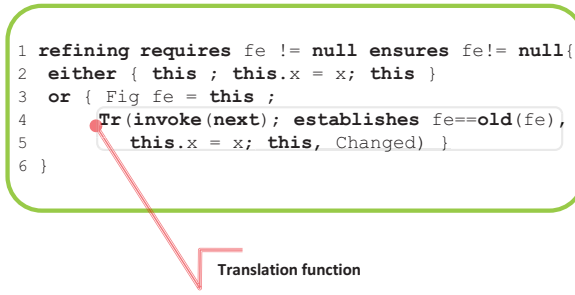 1 refining requires fe != null ensures fe!= null{
2 either { this ; this.x = x; this }
3 or { Fig fe = this ;
4 Tr(invoke(next); establishes fe==old(fe),
5 this.x = x; this, Changed) }
6 }
Translation function